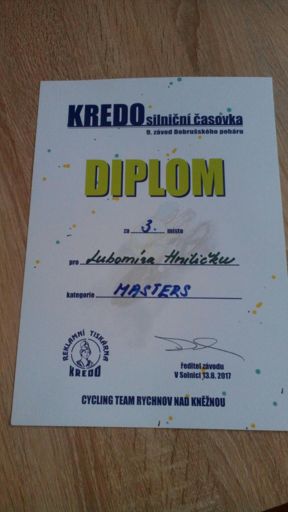 KREDO silniční časovka
9. závod Dobrušského poháru
DIPLOM
za 3. místo
pro Lubomíra Hniličku
kategorie MASTERS
REKLAMNÍ TISKÁRNA
KREDO
ředitel závodu
V Solnici 13.8. 2017
CYCLING TEAM RYCHNOV NAD KNĚŽNOU